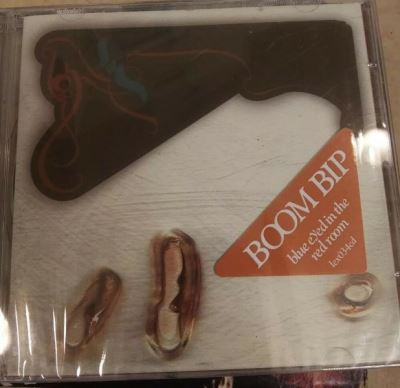 BOOM BIP
blue eyed in the
red room
lex034cd